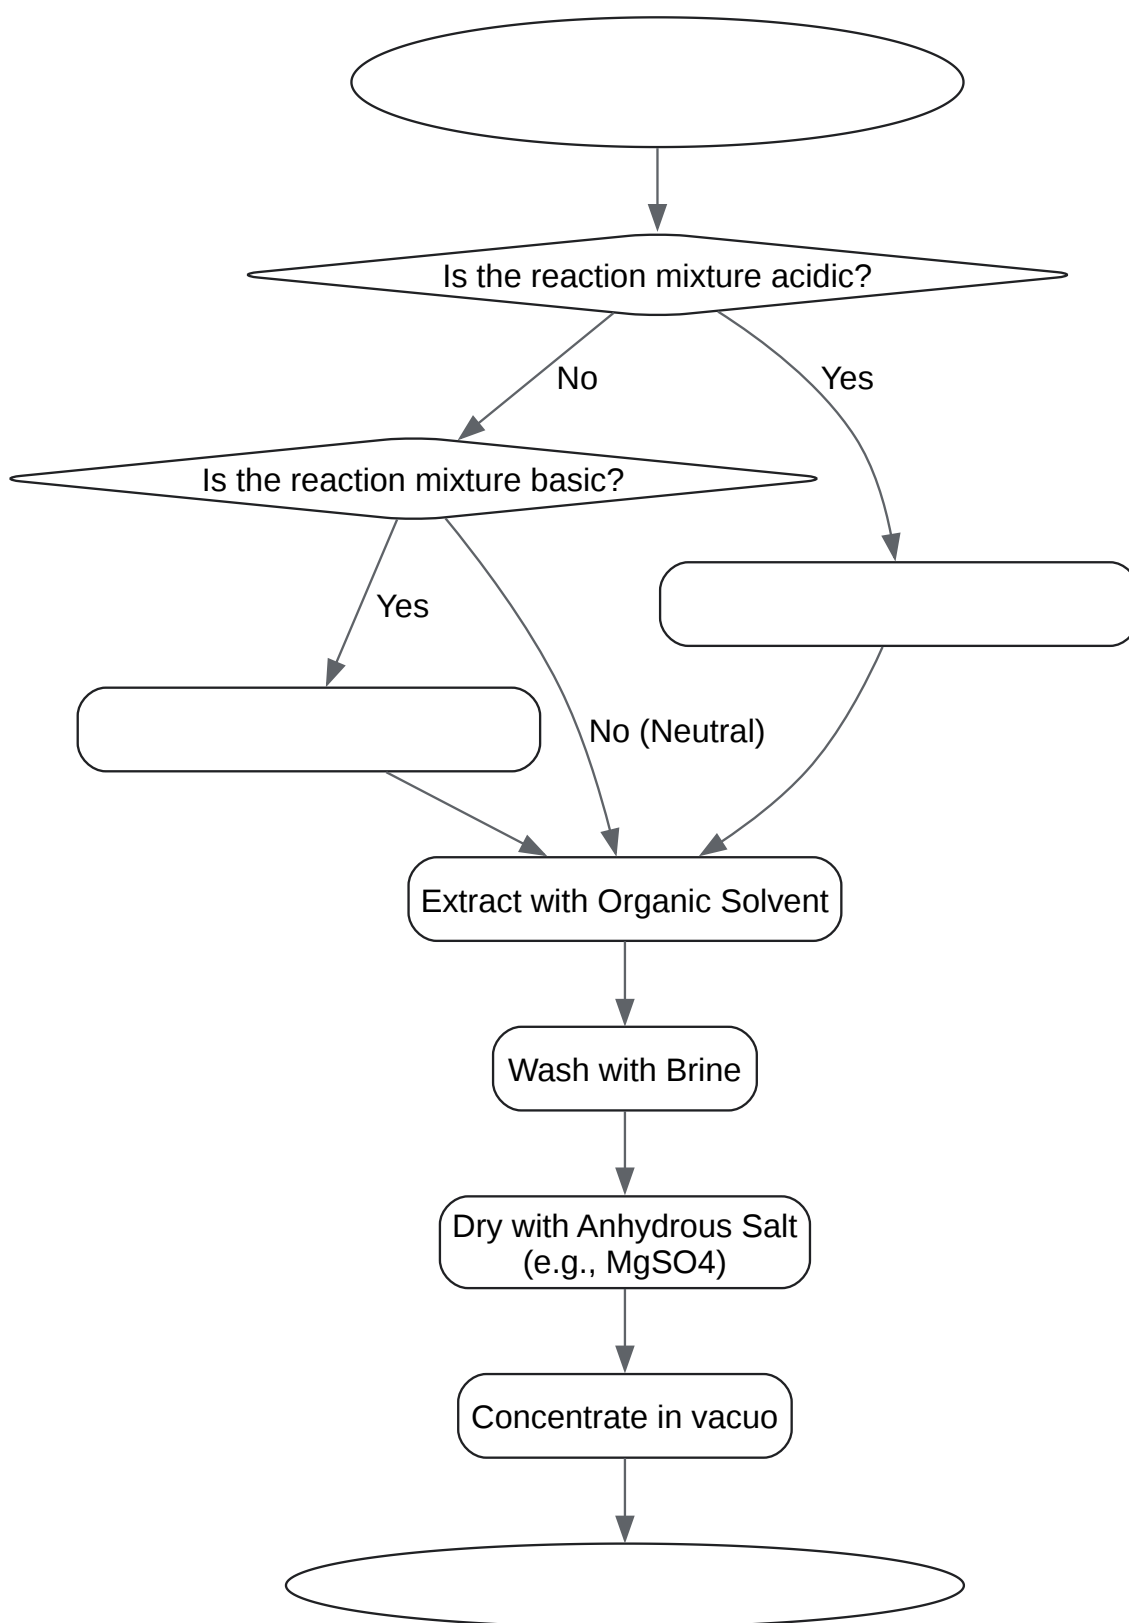 Is the reaction mixture acidic?
No
Yes
Is the reaction mixture basic?
Yes
No (Neutral)
Extract with Organic Solvent
Wash with Brine
Dry with Anhydrous Salt
(e.g., MgSO4)
Concentrate in vacuo